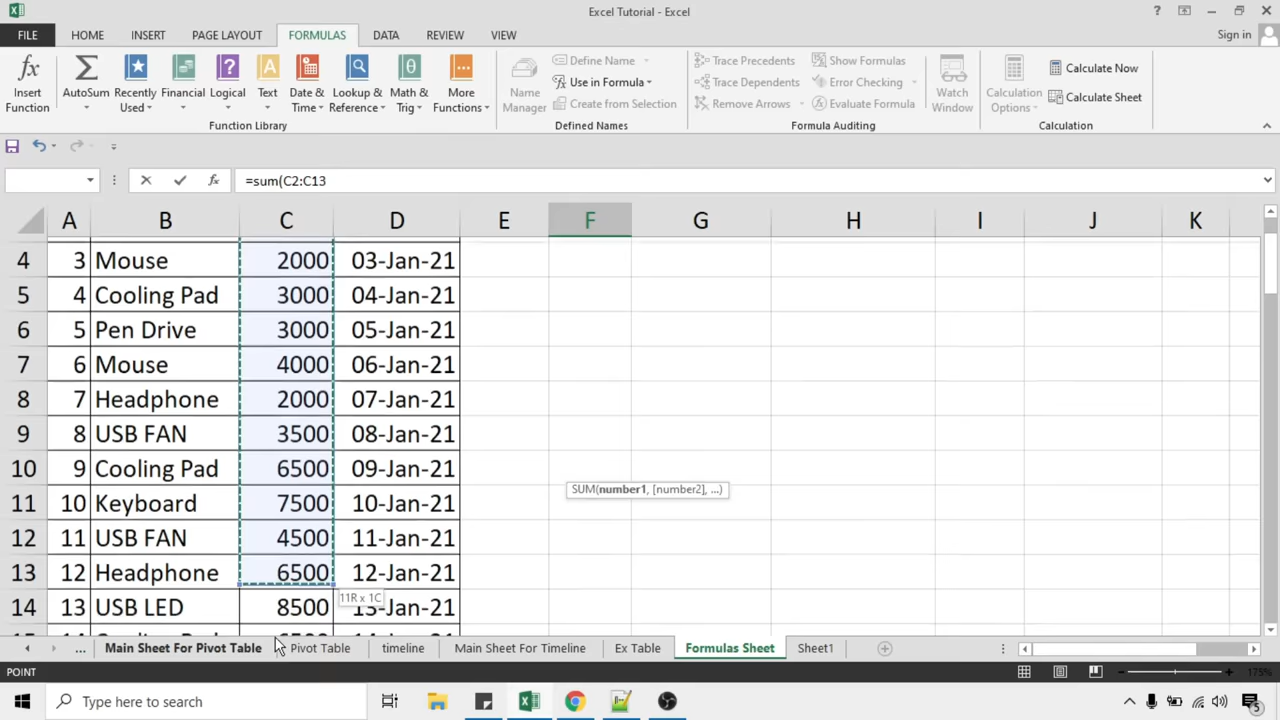 Excel Tutorial - Excel
?
FILE HOME INSERT PAGE LAYOUT FORMULAS DATA REVIEW VIEW Sign in
fx Insert Function
Σ AutoSum
Recently Used
Financial
? Logical
A Text
Date & Time
Lookup & Reference
θ Math & Trig
More Functions
Function Library
Name Manager
Define Name
Use in Formula
Create from Selection
Defined Names
Trace Precedents
Trace Dependents
Remove Arrows
Show Formulas
Error Checking
Evaluate Formula
Watch Window
Formula Auditing
Calculation Options
Calculate Now
Calculate Sheet
Calculation
fx =sum(C2:C13
A B C D E F G H I J K
4 3 Mouse 2000 03-Jan-21
5 4 Cooling Pad 3000 04-Jan-21
6 5 Pen Drive 3000 05-Jan-21
7 6 Mouse 4000 06-Jan-21
8 7 Headphone 2000 07-Jan-21
9 8 USB FAN 3500 08-Jan-21
10 9 Cooling Pad 6500 09-Jan-21
SUM(number1, [number2], ...)
11 10 Keyboard 7500 10-Jan-21
12 11 USB FAN 4500 11-Jan-21
13 12 Headphone 6500 12-Jan-21
11R x 1C
14 13 USB LED 8500 13-Jan-21
... Main Sheet For Pivot Table Pivot Table timeline Main Sheet For Timeline Ex Table Formulas Sheet Sheet1
POINT 175%
Type here to search 5